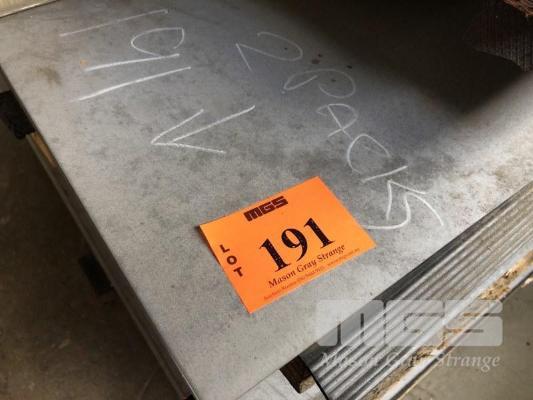 191 V
2 PACKS
MGS
LOT
191
Mason Gray Strange
MGS
Mason Gray Strange